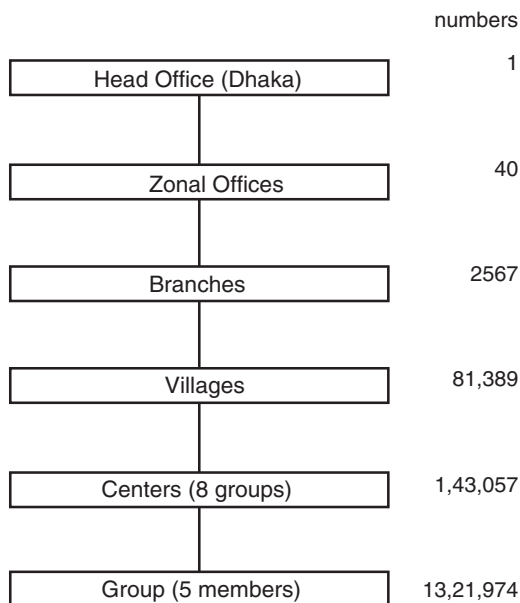 numbers
Head Office (Dhaka) 1
Zonal Offices 40
Branches 2567
Villages 81,389
Centers (8 groups) 1,43,057
Group (5 members) 13,21,974